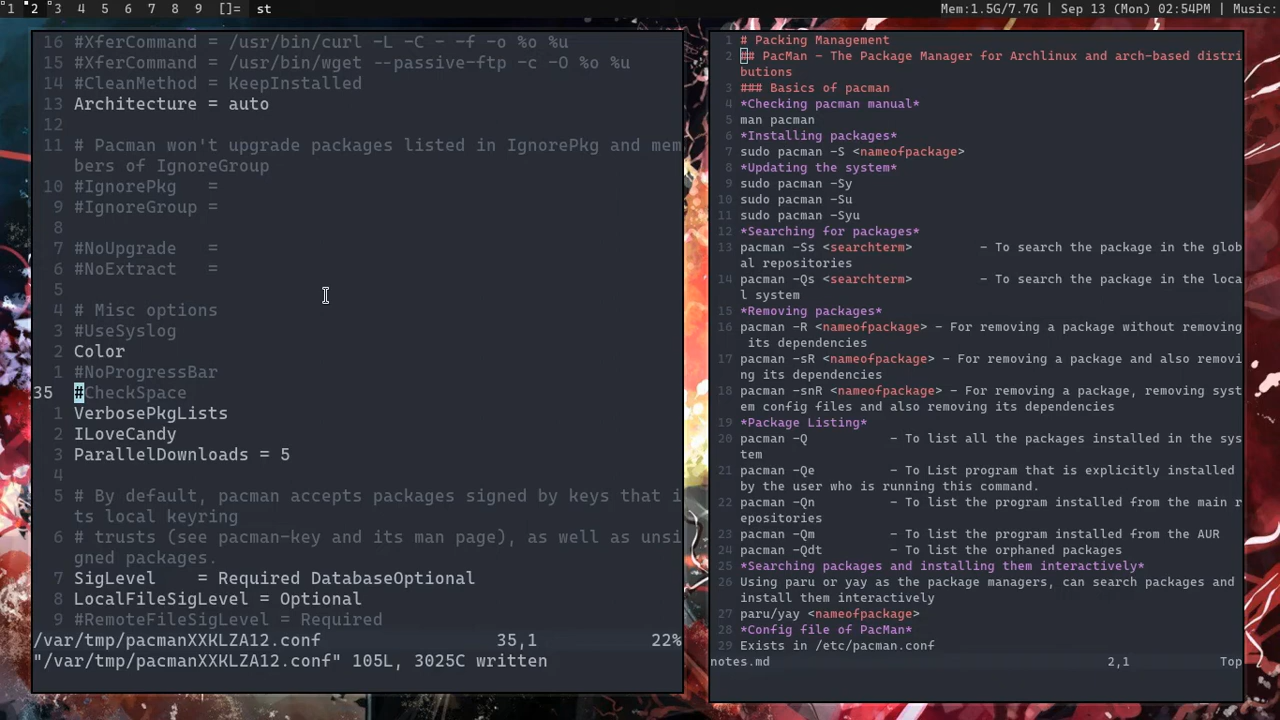 1 2 3 4 5 6 7 8 9 []= st
Mem:1.5G/7.7G | Sep 13 (Mon) 02:54PM | Music:
16 #XferCommand = /usr/bin/curl -L -C - -f -o %o %u
15 #XferCommand = /usr/bin/wget --passive-ftp -c -O %o %u
14 #CleanMethod = KeepInstalled
13 Architecture = auto
12
11 # Pacman won't upgrade packages listed in IgnorePkg and mem
bers of IgnoreGroup
10 #IgnorePkg   =
9 #IgnoreGroup =
8
7 #NoUpgrade   =
6 #NoExtract   =
5
4 # Misc options
3 #UseSyslog
2 Color
1 #NoProgressBar
35 #CheckSpace
1 VerbosePkgLists
2 ILoveCandy
3 ParallelDownloads = 5
4
5 # By default, pacman accepts packages signed by keys that i
ts local keyring
6 # trusts (see pacman-key and its man page), as well as unsi
gned packages.
7 SigLevel    = Required DatabaseOptional
8 LocalFileSigLevel = Optional
9 #RemoteFileSigLevel = Required
/var/tmp/pacmanXXKLZA12.conf 35,1 22%
"/var/tmp/pacmanXXKLZA12.conf" 105L, 3025C written
1 # Packing Management
2 ## PacMan - The Package Manager for Archlinux and arch-based distri
butions
3 ### Basics of pacman
4 *Checking pacman manual*
5 man pacman
6 *Installing packages*
7 sudo pacman -S <nameofpackage>
8 *Updating the system*
9 sudo pacman -Sy
10 sudo pacman -Su
11 sudo pacman -Syu
12 *Searching for packages*
13 pacman -Ss <searchterm> - To search the package in the glob
al repositories
14 pacman -Qs <searchterm> - To search the package in the loca
l system
15 *Removing packages*
16 pacman -R <nameofpackage> - For removing a package without removing
its dependencies
17 pacman -sR <nameofpackage> - For removing a package and also removi
ng its dependencies
18 pacman -snR <nameofpackage> - For removing a package, removing syst
em config files and also removing its dependencies
19 *Package Listing*
20 pacman -Q - To list all the packages installed in the sys
tem
21 pacman -Qe - To List program that is explicitly installed
by the user who is running this command.
22 pacman -Qn - To list the program installed from the main r
epositories
23 pacman -Qm - To list the program installed from the AUR
24 pacman -Qdt - To list the orphaned packages
25 *Searching packages and installing them interactively*
26 Using paru or yay as the package managers, can search packages and
install them interactively
27 paru/yay <nameofpackage>
28 *Config file of PacMan*
29 Exists in /etc/pacman.conf
notes.md 2,1 Top